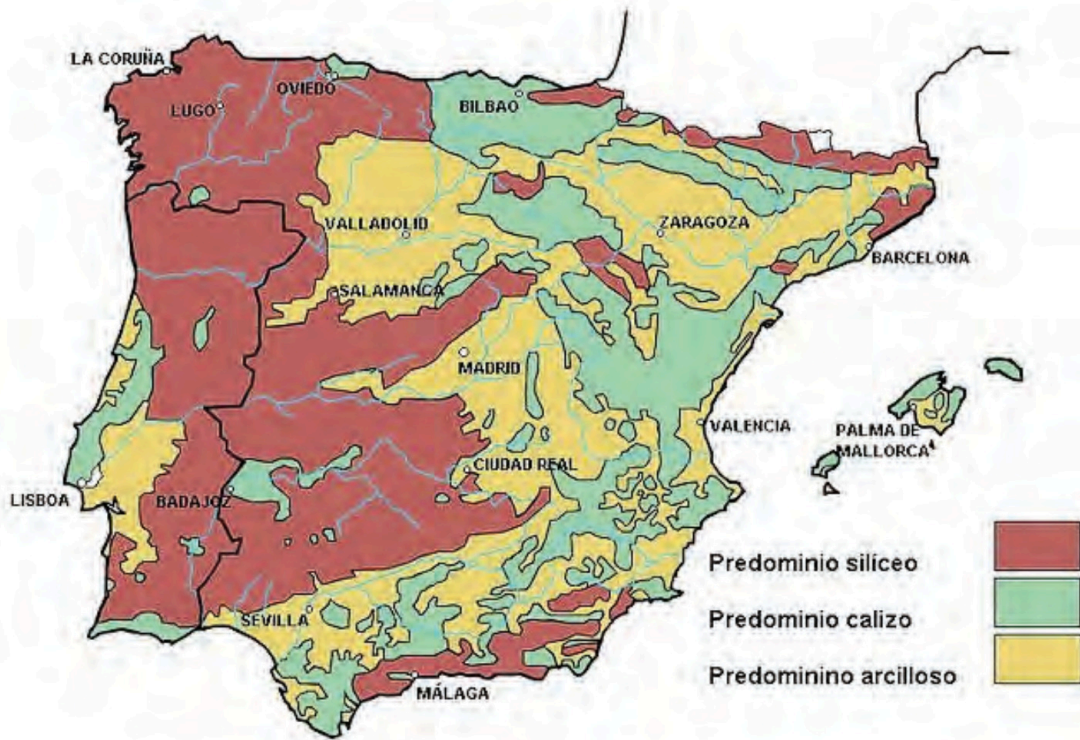 LA CORUÑA
OVIEDO
LUGO
BILBAO
VALLADOLID
ZARAGOZA
BARCELONA
SALAMANCA
MADRID
VALENCIA
PALMA DE
MALLORCA
CIUDAD REAL
LISBOA
BADAJOZ
SEVILLA
MÁLAGA
Predominio silíceo
Predominio calizo
Predominino arcilloso